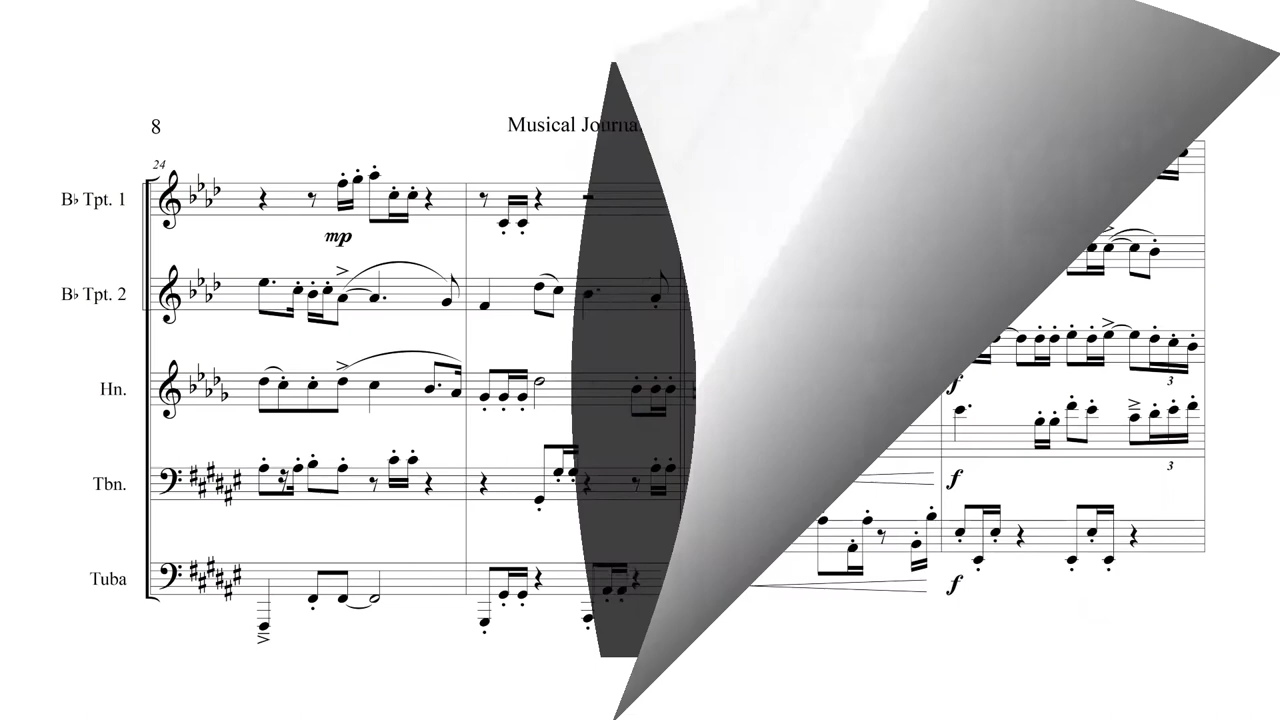 8
Musical Journa
24
B♭ Tpt. 1
mp
B♭ Tpt. 2
Hn.
3
f
Tbn.
f
3
Tuba
f